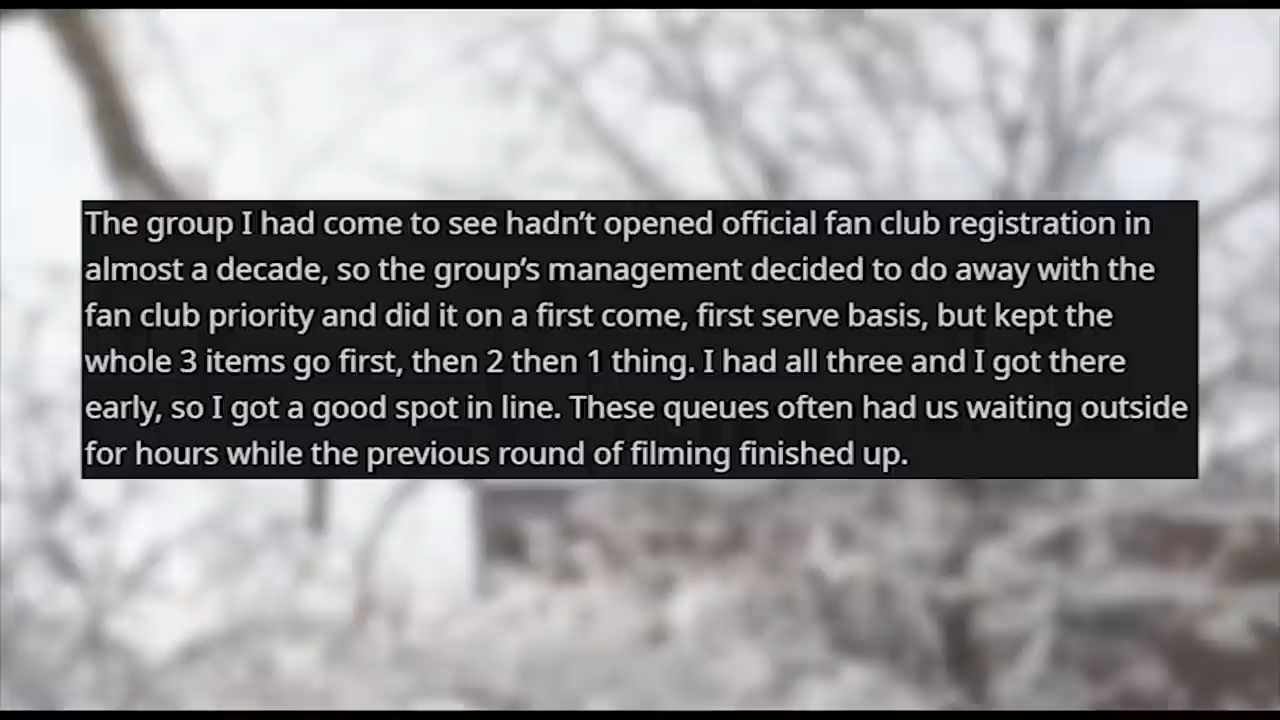 The group I had come to see hadn’t opened official fan club registration in
almost a decade, so the group’s management decided to do away with the
fan club priority and did it on a first come, first serve basis, but kept the
whole 3 items go first, then 2 then 1 thing. I had all three and I got there
early, so I got a good spot in line. These queues often had us waiting outside
for hours while the previous round of filming finished up.